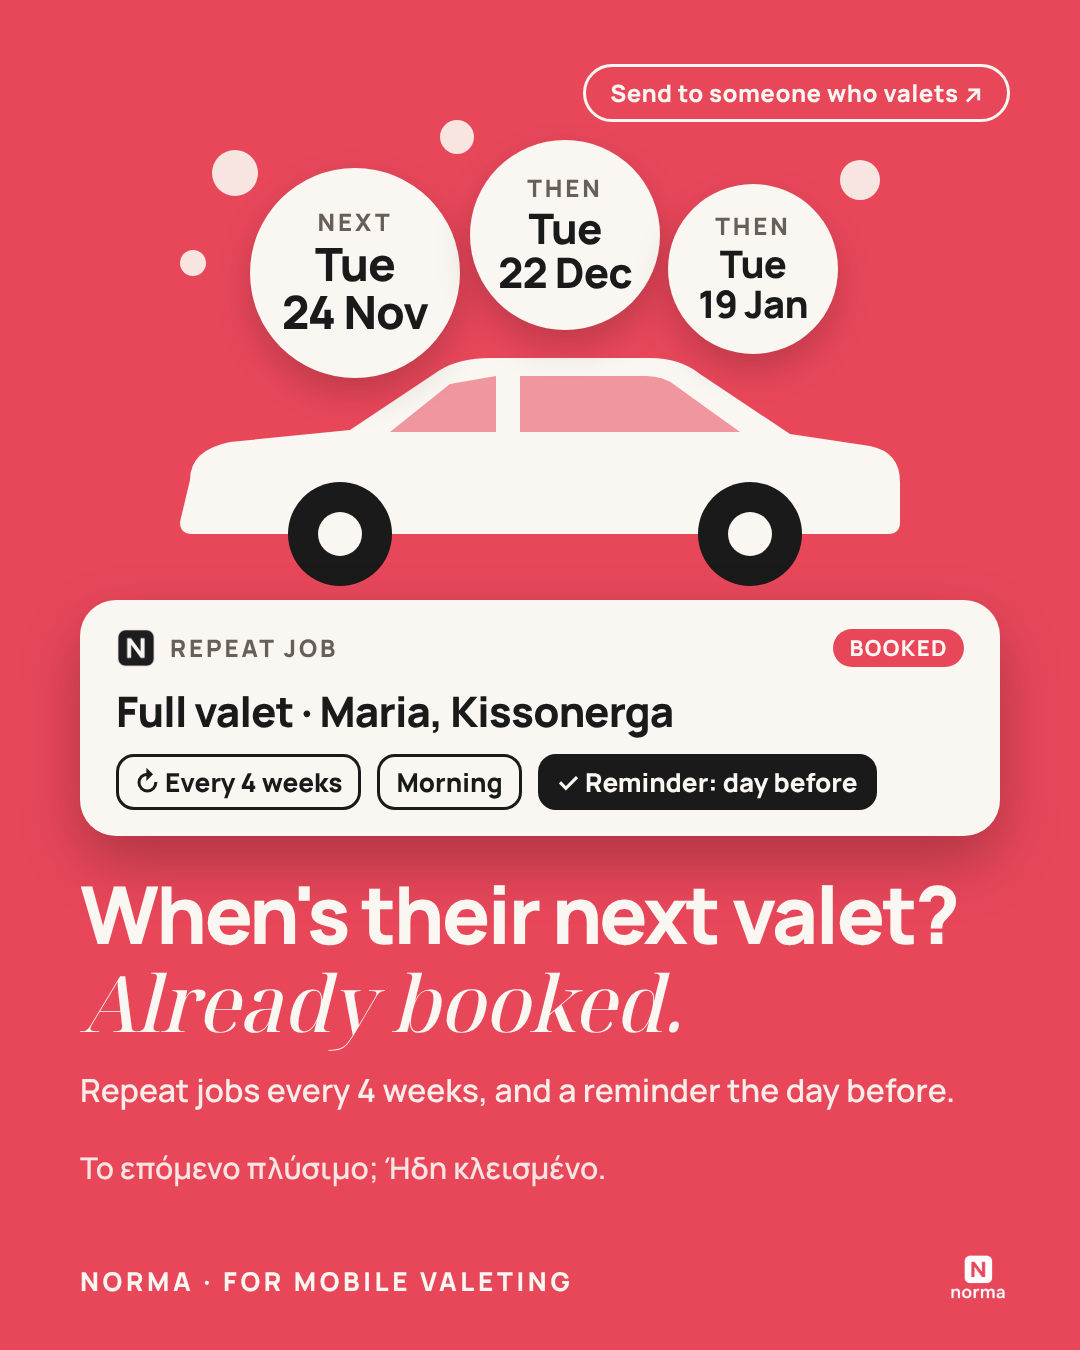 Send to someone who valets ↗
NEXT
Tue
24 Nov
THEN
Tue
22 Dec
THEN
Tue
19 Jan
N REPEAT JOB
BOOKED
Full valet · Maria, Kissonerga
↻ Every 4 weeks
Morning
✓ Reminder: day before
When's their next valet?
Already booked.
Repeat jobs every 4 weeks, and a reminder the day before.
Το επόμενο πλύσιμο; Ήδη κλεισμένο.
NORMA · FOR MOBILE VALETING
N
norma